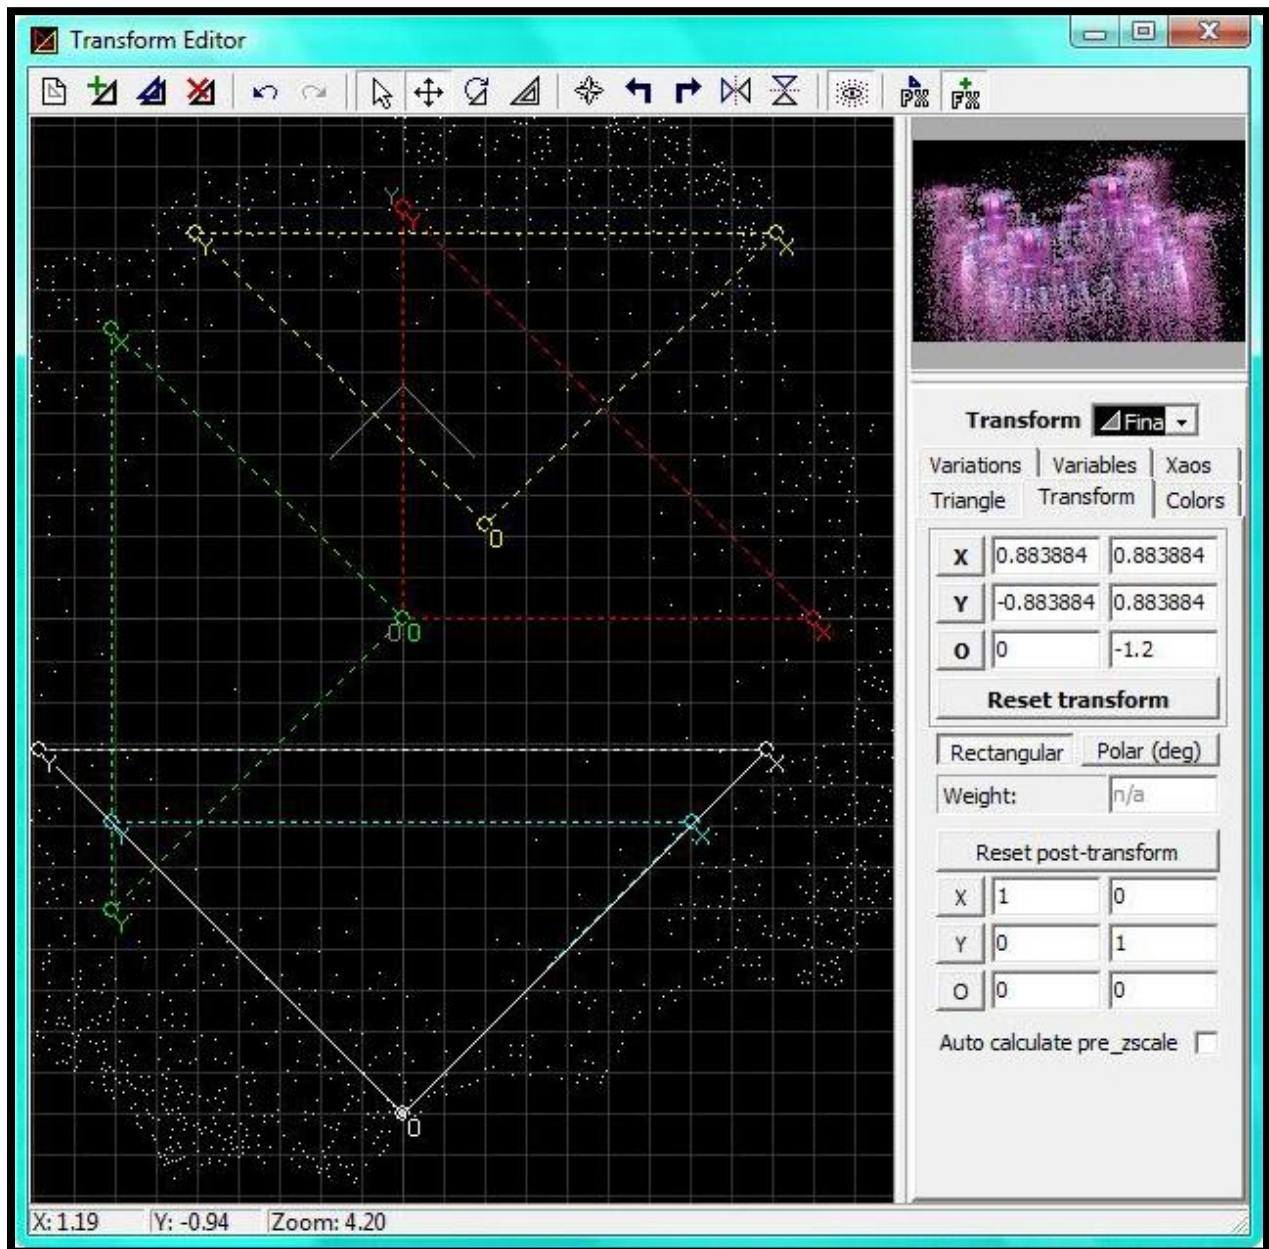 Transform Editor
Y
Y
Y
X
X
O
O O
X
Y
X
Y
X
Y
O
Transform Fina
Variations Variables Xaos
Triangle Transform Colors
X 0.883884 0.883884
Y -0.883884 0.883884
O 0 -1.2
Reset transform
Rectangular Polar (deg)
Weight: n/a
Reset post-transform
X 1 0
Y 0 1
O 0 0
Auto calculate pre_zscale
X: 1.19 Y: -0.94 Zoom: 4.20